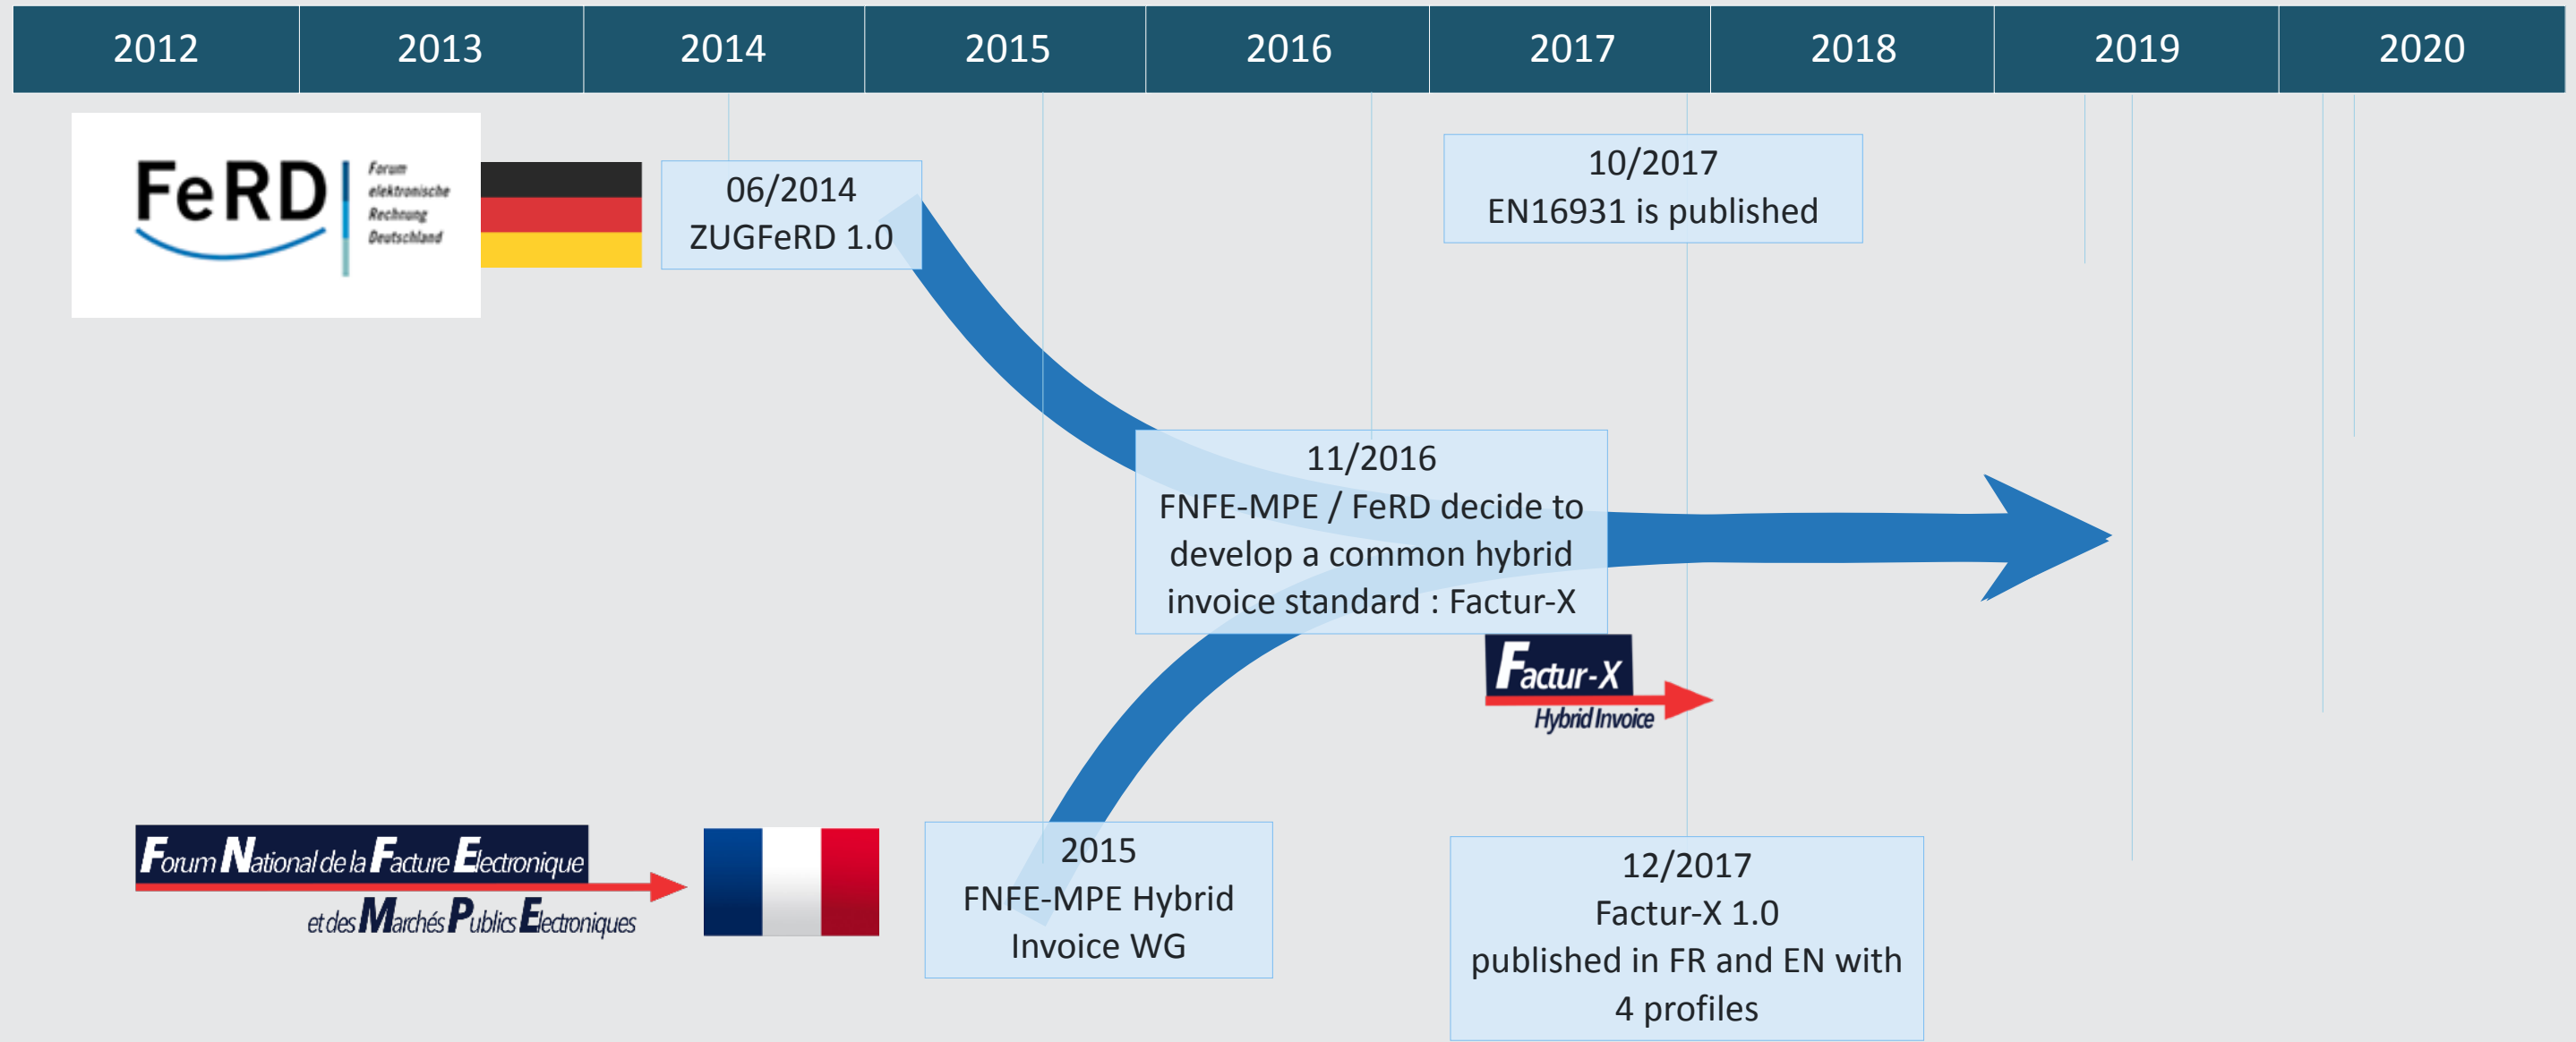 2012 2013 2014 2015 2016 2017 2018 2019 2020
FeRD
Forum
elektronische
Rechnung
Deutschland
06/2014
ZUGFeRD 1.0
10/2017
EN16931 is published
11/2016
FNFE-MPE / FeRD decide to
develop a common hybrid
invoice standard : Factur-X
Factur-X
Hybrid Invoice
Forum National de la Facture Electronique
et des Marchés Publics Electroniques
2015
FNFE-MPE Hybrid
Invoice WG
12/2017
Factur-X 1.0
published in FR and EN with
4 profiles